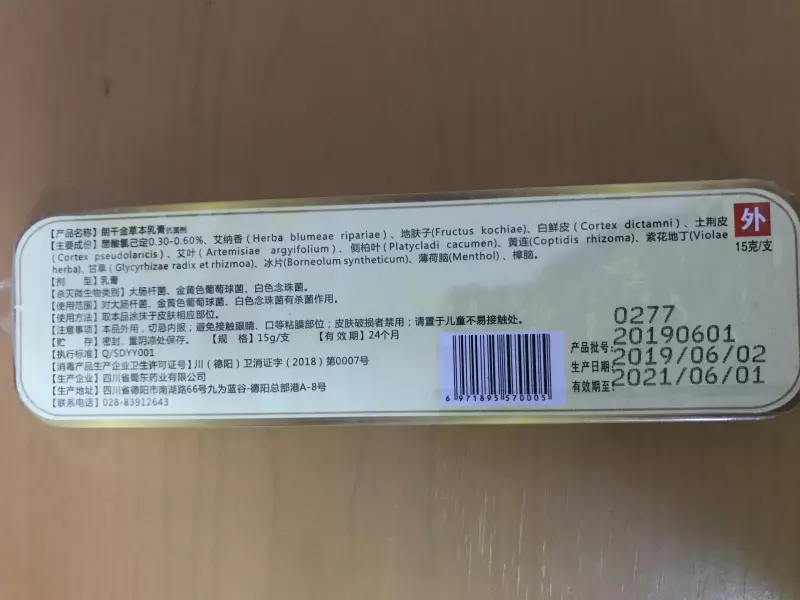 【产品名称】朗千金草本乳膏抗菌剂
【主要成份】醋酸氯己定0.30-0.60%、艾纳香(Herba blumeae ripariae)、地肤子(Fructus kochiae)、白鲜皮(Cortex dictamni)、土荆皮
(Cortex pseudolaricis)、艾叶(Artemisiae argyifolium)、侧柏叶(Platycladi cacumen)、黄连(Coptidis rhizoma)、紫花地丁(Violae
herba)、甘草(Glycyrhizae radix et rhizmoa)、冰片(Borneolum syntheticum)、薄荷脑(Menthol)、樟脑。
【剂 型】乳膏
【杀灭微生物类别】大肠杆菌、金黄色葡萄球菌、白色念珠菌。
【使用范围】对大肠杆菌、金黄色葡萄球菌、白色念珠菌有杀菌作用。
【使用方法】取本品涂抹于皮肤相应部位。
【注意事项】本品外用，切忌内服；避免接触眼睛、口等粘膜部位；皮肤破损者禁用；请置于儿童不易接触处。
【贮 存】密封、置阴凉处保存。 【规 格】15g/支 【有效期】24个月
【执行标准】Q/SDYY001
【消毒产品生产企业卫生许可证号】川（德阳）卫消证字（2018）第0007号
【生产企业】四川省蜀东药业有限公司
【生产地址】四川省德阳市南湖路66号九为蓝谷-德阳总部港A-8号
【联系电话】028-83912643
外
15克/支
6 971895 570005
0277
产品批号:20190601
生产日期:2019/06/02
有效期至:2021/06/01